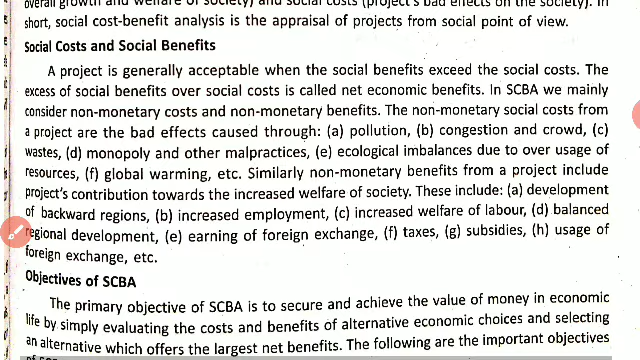 overall growth and welfare of society) and social costs (project's bad effects on the society). In
short, social cost-benefit analysis is the appraisal of projects from social point of view.
Social Costs and Social Benefits
A project is generally acceptable when the social benefits exceed the social costs. The
excess of social benefits over social costs is called net economic benefits. In SCBA we mainly
consider non-monetary costs and non-monetary benefits. The non-monetary social costs from
a project are the bad effects caused through: (a) pollution, (b) congestion and crowd, (c)
wastes, (d) monopoly and other malpractices, (e) ecological imbalances due to over usage of
resources, (f) global warming, etc. Similarly non-monetary benefits from a project include
project's contribution towards the increased welfare of society. These include: (a) development
of backward regions, (b) increased employment, (c) increased welfare of labour, (d) balanced
regional development, (e) earning of foreign exchange, (f) taxes, (g) subsidies, (h) usage of
foreign exchange, etc.
Objectives of SCBA
The primary objective of SCBA is to secure and achieve the value of money in economic
life by simply evaluating the costs and benefits of alternative economic choices and selecting
an alternative which offers the largest net benefits. The following are the important objectives